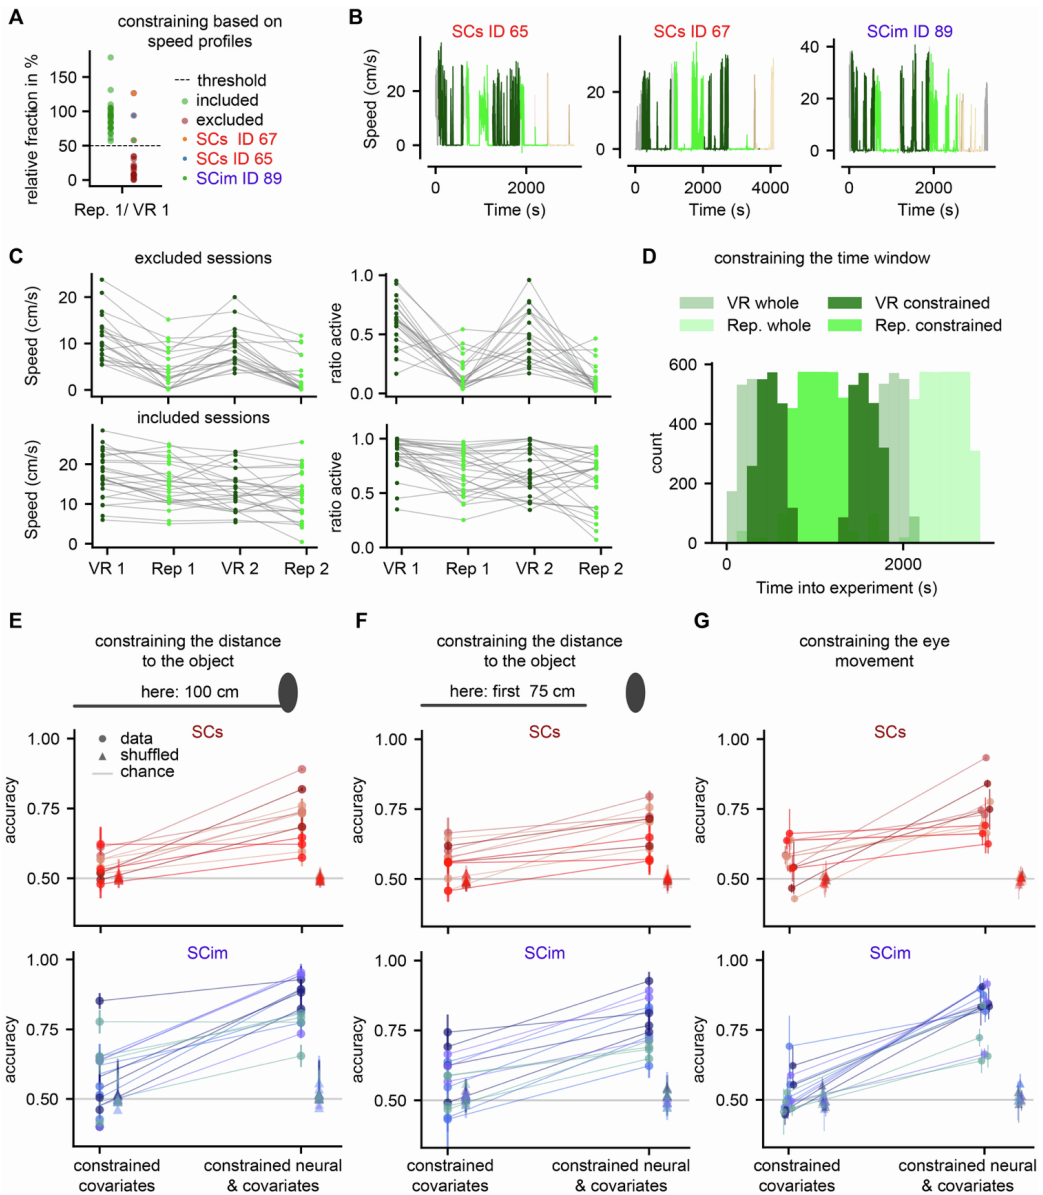 A
constraining based on
speed profiles
relative fraction in %
150
100
50
0
Rep. 1/ VR 1
threshold
included
excluded
SCs ID 67
SCs ID 65
SCim ID 89
B
SCs ID 65
SCs ID 67
SCim ID 89
Speed (cm/s)
20
0
20
0
40
20
0
0
2000
0
2000
4000
0
2000
Time (s)
Time (s)
Time (s)
C
excluded sessions
Speed (cm/s)
20
10
0
ratio active
1.0
0.5
0.0
included sessions
Speed (cm/s)
20
10
0
ratio active
1.0
0.5
0.0
VR 1
Rep 1
VR 2
Rep 2
VR 1
Rep 1
VR 2
Rep 2
D
constraining the time window
VR whole
VR constrained
Rep. whole
Rep. constrained
count
600
400
200
0
0
2000
Time into experiment (s)
E
constraining the distance
to the object
here: 100 cm
SCs
data
shuffled
chance
accuracy
1.00
0.75
0.50
SCim
accuracy
1.00
0.75
0.50
constrained
covariates
constrained neural
& covariates
F
constraining the distance
to the object
here: first 75 cm
SCs
accuracy
1.00
0.75
0.50
SCim
accuracy
1.00
0.75
0.50
constrained
covariates
constrained neural
& covariates
G
constraining the eye
movement
SCs
accuracy
1.00
0.75
0.50
SCim
accuracy
1.00
0.75
0.50
constrained
covariates
constrained neural
& covariates